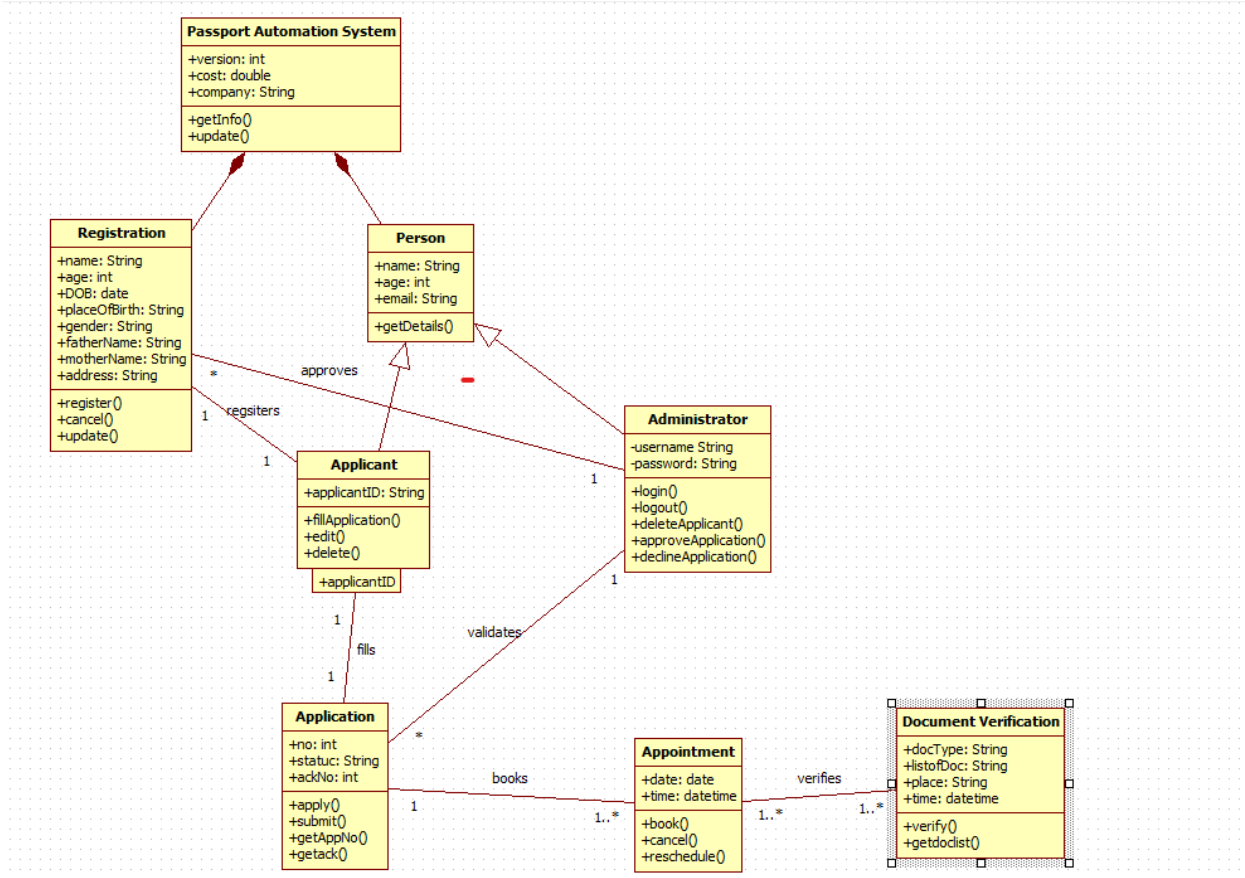 Passport Automation System
+version: int
+cost: double
+company: String
+getInfo()
+update()
Registration
+name: String
+age: int
+DOB: date
+placeOfBirth: String
+gender: String
+fatherName: String
+motherName: String
+address: String
+register()
+cancel()
+update()
Person
+name: String
+age: int
+email: String
+getDetails()
approves
*
1
regsiters
1
1
Administrator
-username String
-password: String
+login()
+logout()
+deleteApplicant()
+approveApplication()
+declineApplication()
Applicant
+applicantID: String
+fillApplication()
+edit()
+delete()
+applicantID
1
fills
1
1
validates
*
Application
+no: int
+statuc: String
+ackNo: int
+apply()
+submit()
+getAppNo()
+getack()
books
1
1..*
Appointment
+date: date
+time: datetime
+book()
+cancel()
+reschedule()
verifies
1..*
1..*
Document Verification
+docType: String
+listofDoc: String
+place: String
+time: datetime
+verify()
+getdoclist()